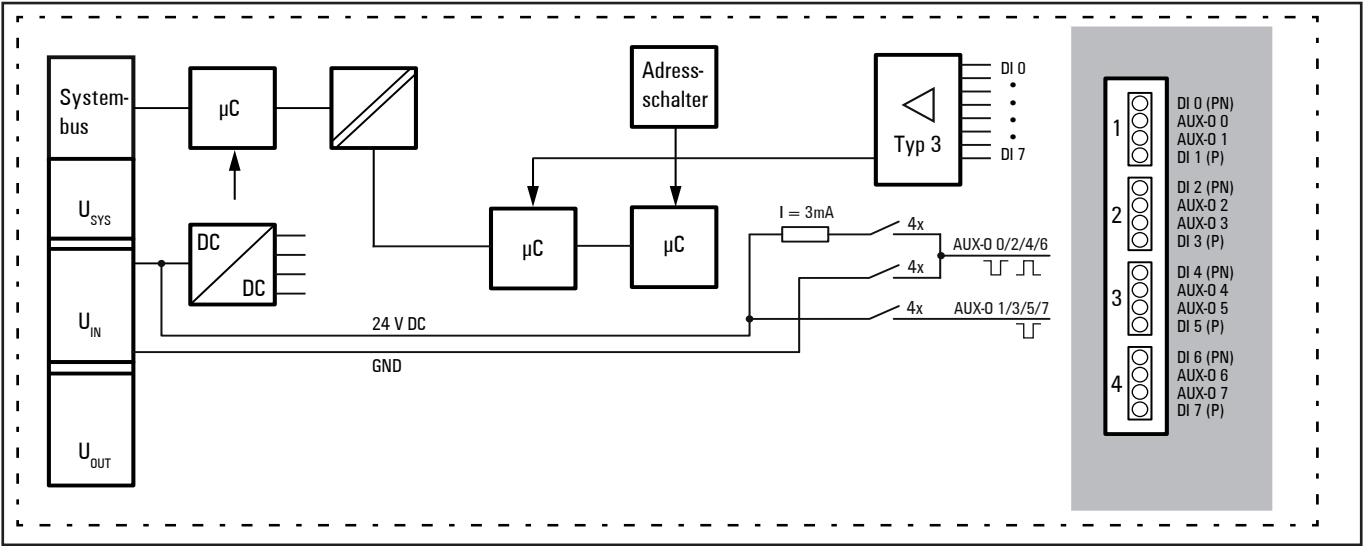 System-
bus
U SYS
U IN
U OUT
µC
DC
DC
Adress-
schalter
Typ 3
DI 0
DI 7
µC
µC
I = 3mA
4x
4x
4x
AUX-O 0/2/4/6
AUX-O 1/3/5/7
24 V DC
GND
1
DI 0 (PN)
AUX-O 0
AUX-O 1
DI 1 (P)
2
DI 2 (PN)
AUX-O 2
AUX-O 3
DI 3 (P)
3
DI 4 (PN)
AUX-O 4
AUX-O 5
DI 5 (P)
4
DI 6 (PN)
AUX-O 6
AUX-O 7
DI 7 (P)